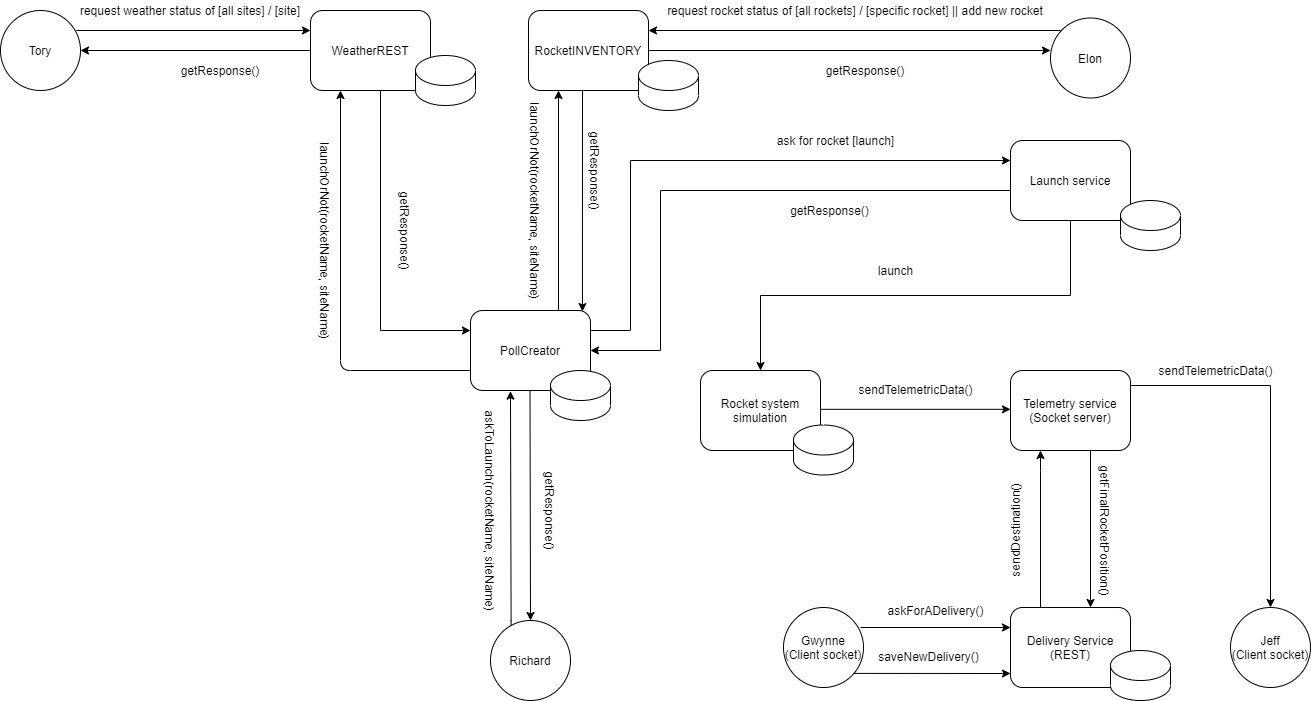 request weather status of [all sites] / [site]
request rocket status of [all rockets] / [specific rocket] || add new rocket
Tory
WeatherREST
RocketINVENTORY
Elon
getResponse()
getResponse()
launchOrNot(rocketName, siteName)
getResponse()
launchOrNot(rocketName, siteName)
getResponse()
ask for rocket [launch]
Launch service
getResponse()
launch
PollCreator
Rocket system
simulation
sendTelemetricData()
Telemetry service
(Socket server)
sendTelemetricData()
askToLaunch(rocketName, siteName)
getResponse()
sendDestination()
getFinalRocketPosition()
Richard
Gwynne
(Client socket)
askForADelivery()
saveNewDelivery()
Delivery Service
(REST)
Jeff
(Client socket)